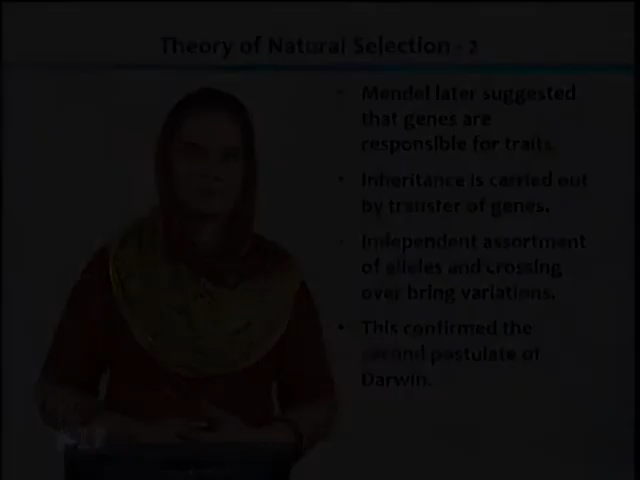 Theory of Natural Selection - 2
• Mendel later suggested
that genes are
responsible for traits.
• Inheritance is carried out
by transfer of genes.
• Independent assortment
of alleles and crossing
over bring variations.
• This confirmed the
second postulate of
Darwin.